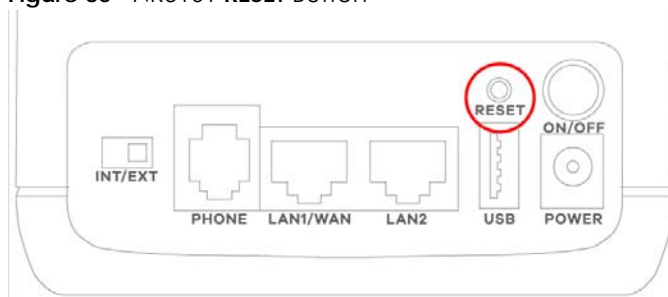 RESET
ON/OFF
INT/EXT
PHONE LAN1/WAN LAN2 USB POWER